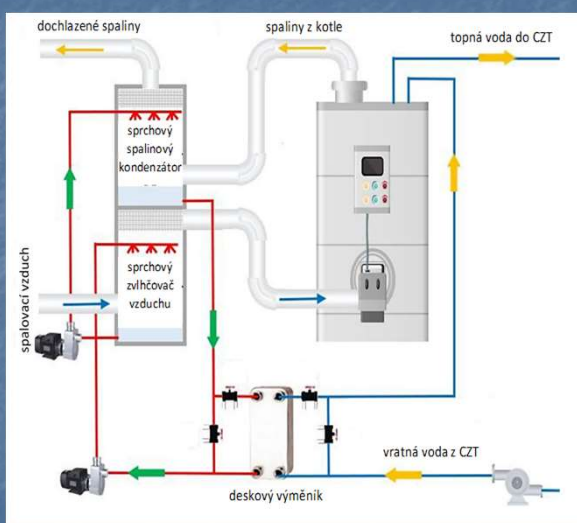 dochlazené spaliny
spaliny z kotle
topná voda do CZT
sprchový
spalinový
kondenzátor
sprchový
zvlhčovač
vzduchu
spalovací vzduch
vratná voda z CZT
deskový výměník